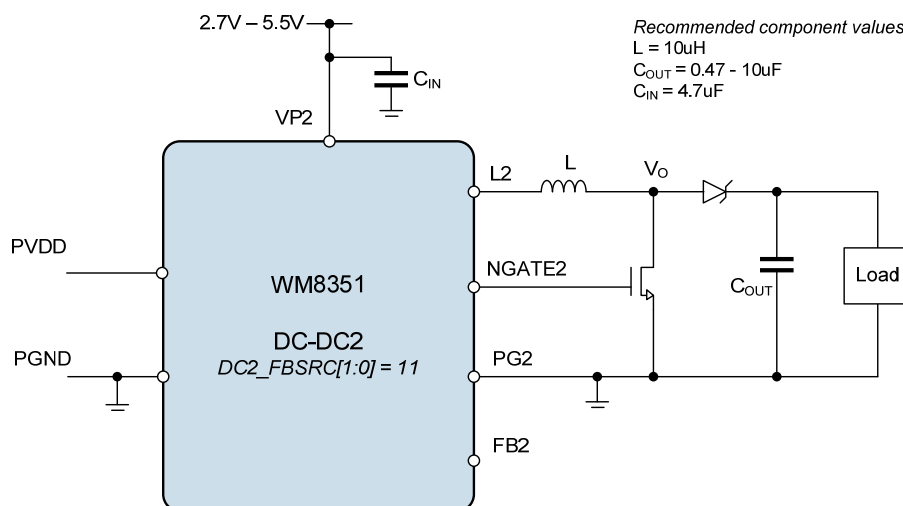 2.7V – 5.5V
Recommended component values
L = 10uH
COUT = 0.47 - 10uF
CIN = 4.7uF
CIN
VP2
L2
L
VO
PVDD
NGATE2
WM8351
COUT
Load
DC-DC2
PGND
PG2
DC2_FBSRC[1:0] = 11
FB2